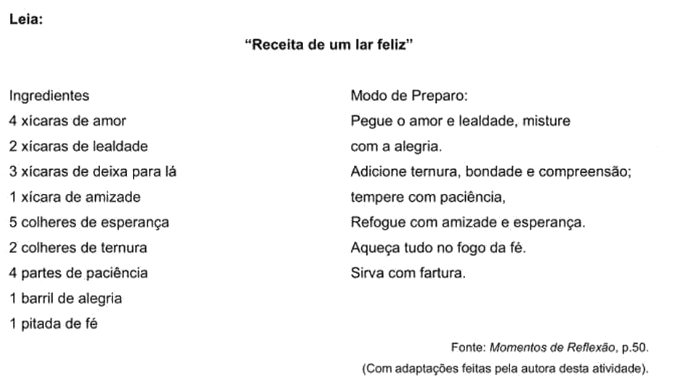 Leia:
“Receita de um lar feliz”
Ingredientes
4 xícaras de amor
2 xícaras de lealdade
3 xícaras de deixa para lá
1 xícara de amizade
5 colheres de esperança
2 colheres de ternura
4 partes de paciência
1 barril de alegria
1 pitada de fé
Modo de Preparo:
Pegue o amor e lealdade, misture
com a alegria.
Adicione ternura, bondade e compreensão;
tempere com paciência,
Refogue com amizade e esperança.
Aqueça tudo no fogo da fé.
Sirva com fartura.
Fonte: Momentos de Reflexão, p.50.
(Com adaptações feitas pela autora desta atividade).